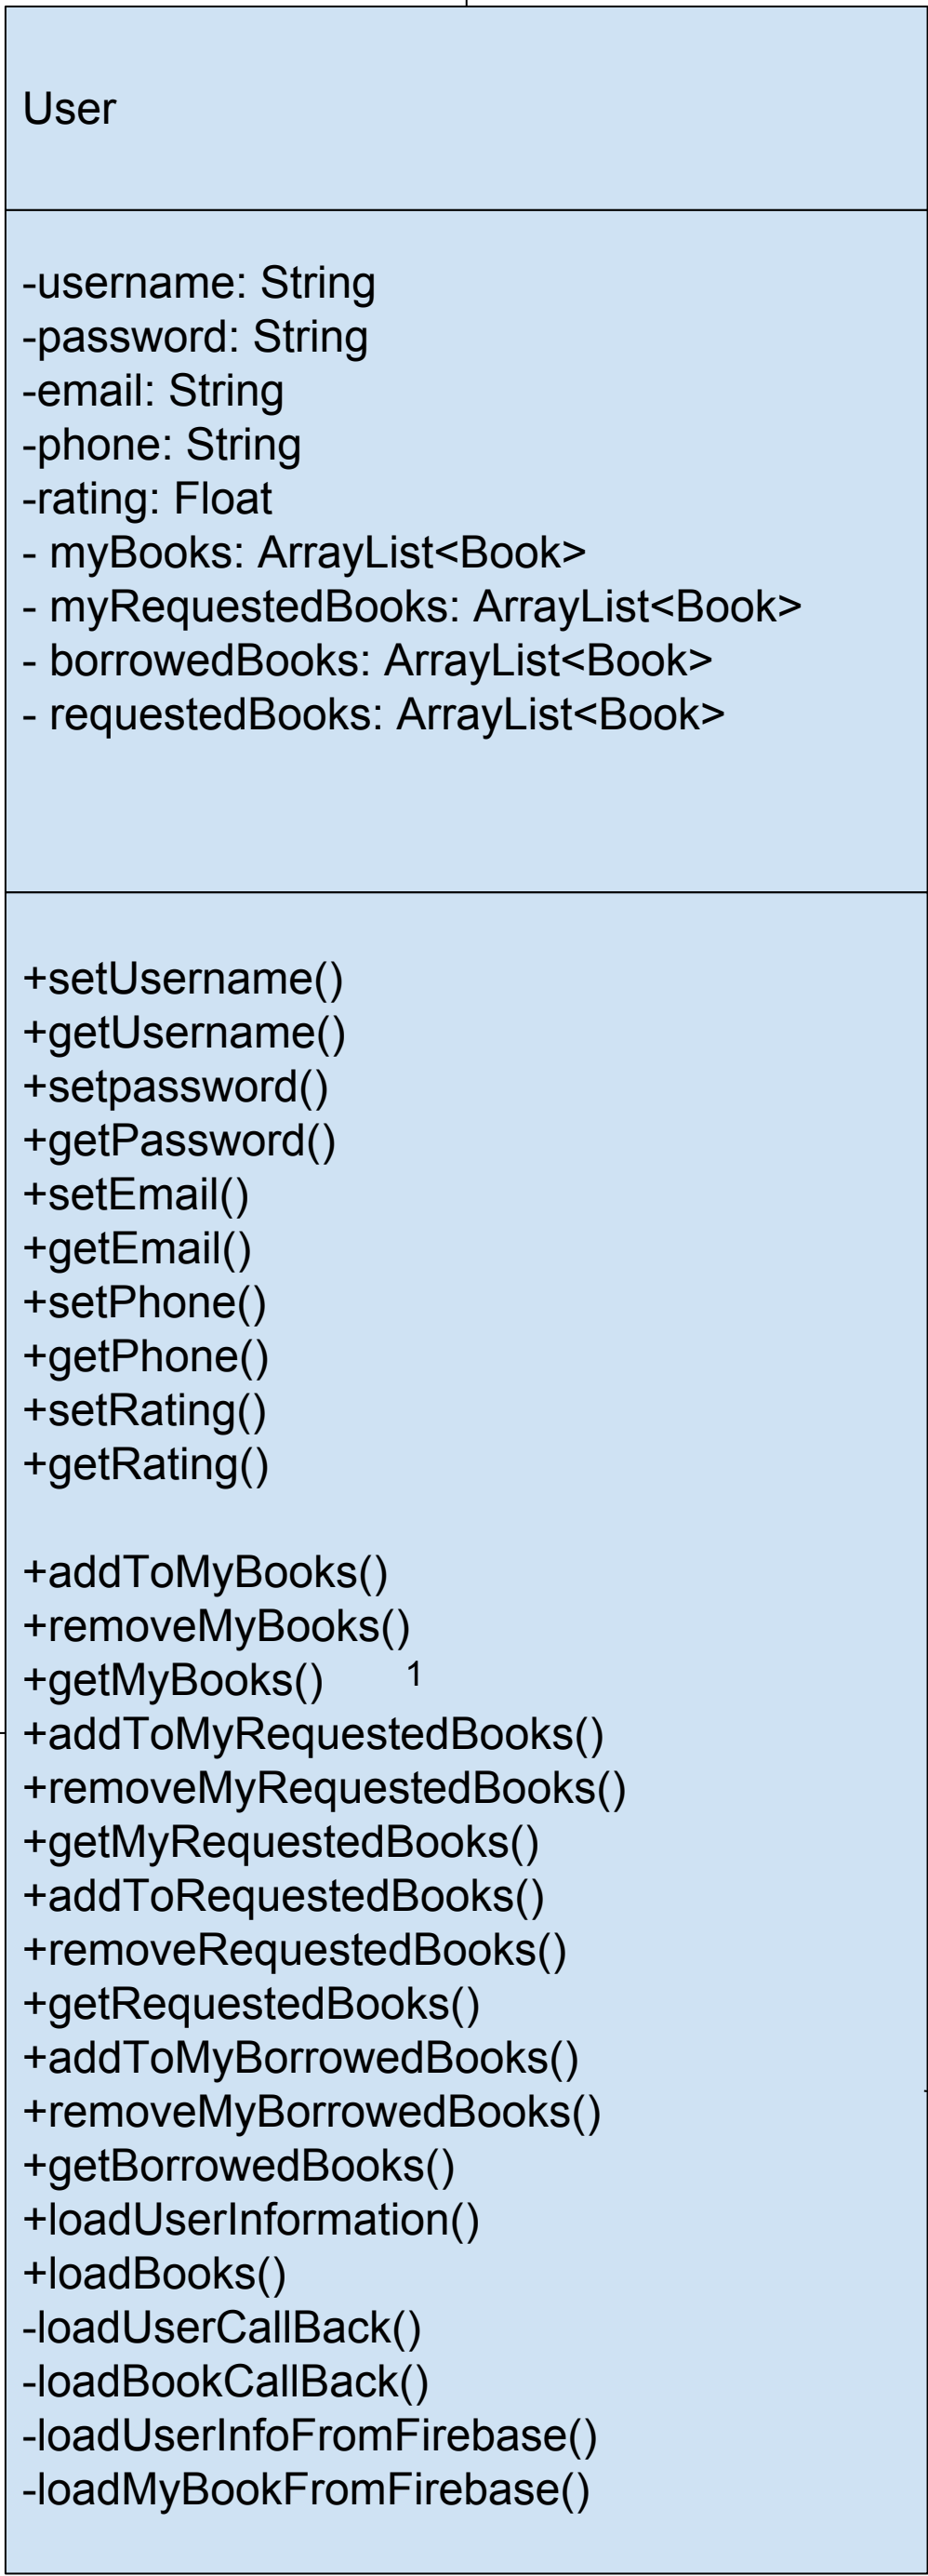 User
-username: String
-password: String
-email: String
-phone: String
-rating: Float
- myBooks: ArrayList<Book>
- myRequestedBooks: ArrayList<Book>
- borrowedBooks: ArrayList<Book>
- requestedBooks: ArrayList<Book>
+setUsername()
+getUsername()
+setpassword()
+getPassword()
+setEmail()
+getEmail()
+setPhone()
+getPhone()
+setRating()
+getRating()
+addToMyBooks()
+removeMyBooks()
+getMyBooks() 1
+addToMyRequestedBooks()
+removeMyRequestedBooks()
+getMyRequestedBooks()
+addToRequestedBooks()
+removeRequestedBooks()
+getRequestedBooks()
+addToMyBorrowedBooks()
+removeMyBorrowedBooks()
+getBorrowedBooks()
+loadUserInformation()
+loadBooks()
-loadUserCallBack()
-loadBookCallBack()
-loadUserInfoFromFirebase()
-loadMyBookFromFirebase()